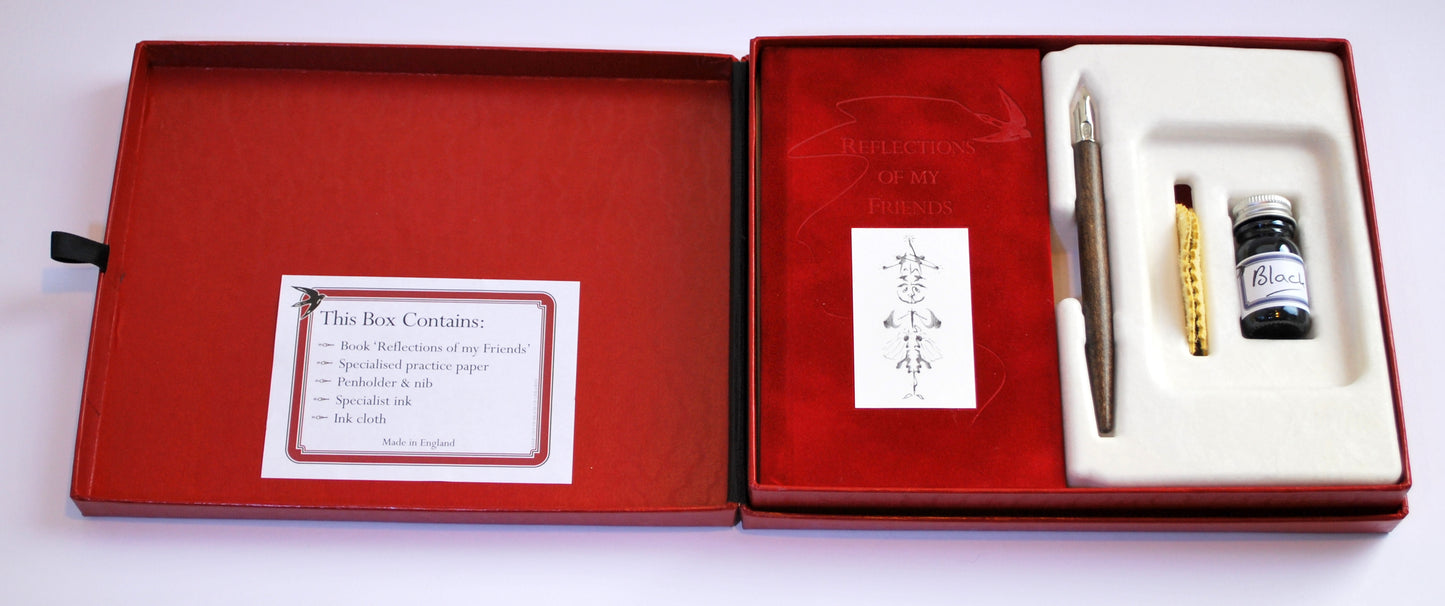 This Box Contains:
Book ‘Reflections of my Friends’
Specialised practice paper
Penholder & nib
Specialist ink
Ink cloth
Made in England
Reflections
of my
Friends
Black